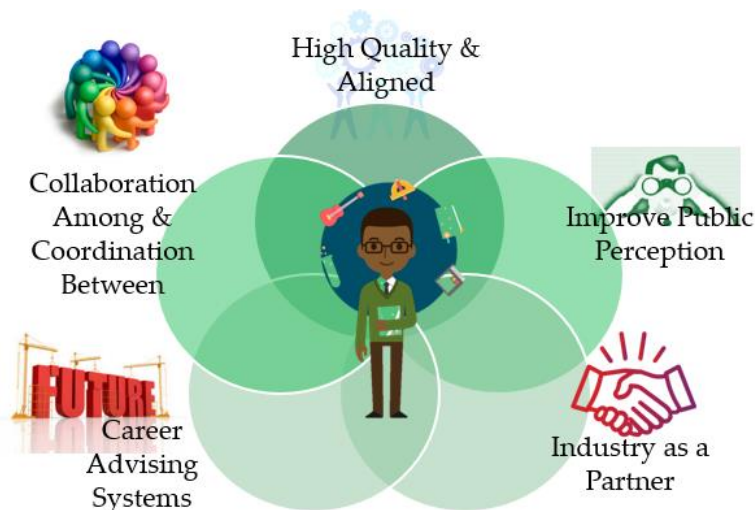 High Quality &
Aligned
Collaboration
Among &
Coordination
Between
Improve Public
Perception
FUTURE
Career
Advising
Systems
Industry as a
Partner